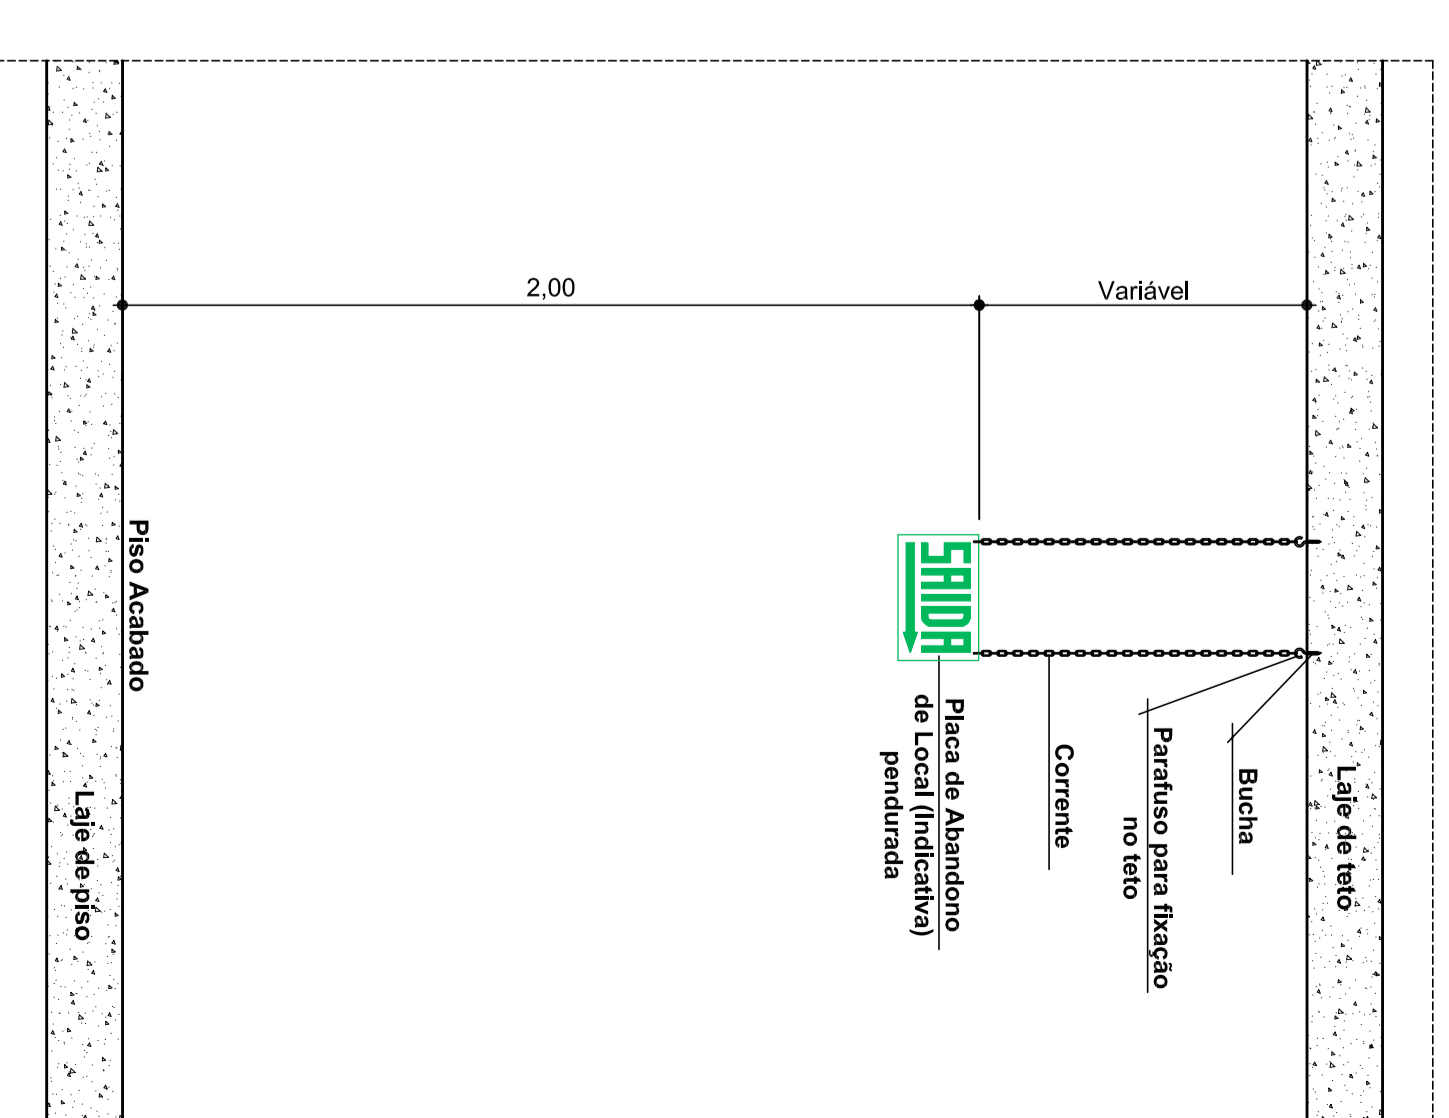 Laje de teto
Bucha
Parafuso para fixação
no teto
Corrente
Variável
SAIDA
Placa de Abandono
de Local (Indicativa)
pendurada
2,00
Piso Acabado
Laje de piso